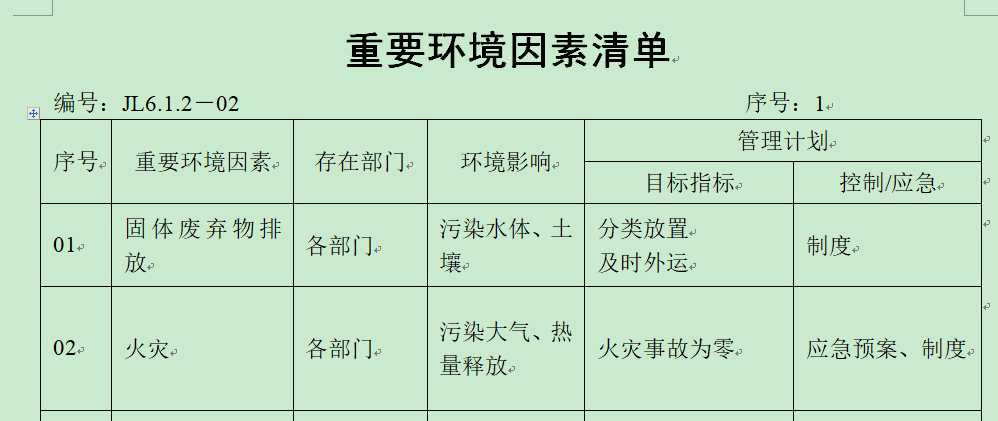 重要环境因素清单
编号：JL6.1.2－02 序号：1
序号 重要环境因素 存在部门 环境影响 管理计划
目标指标 控制/应急
01 固体废弃物排放 各部门 污染水体、土壤 分类放置 及时外运 制度
02 火灾 各部门 污染大气、热量释放 火灾事故为零 应急预案、制度